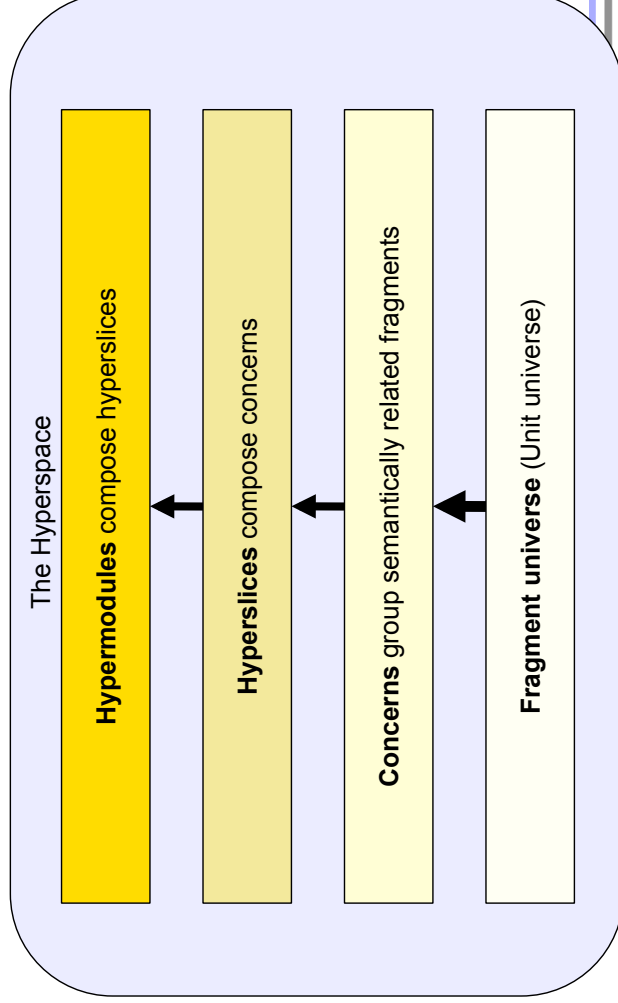 The Hyperspace
Hypermodules compose hyperslices
Hyperslices compose concerns
Concerns group semantically related fragments
Fragment universe (Unit universe)